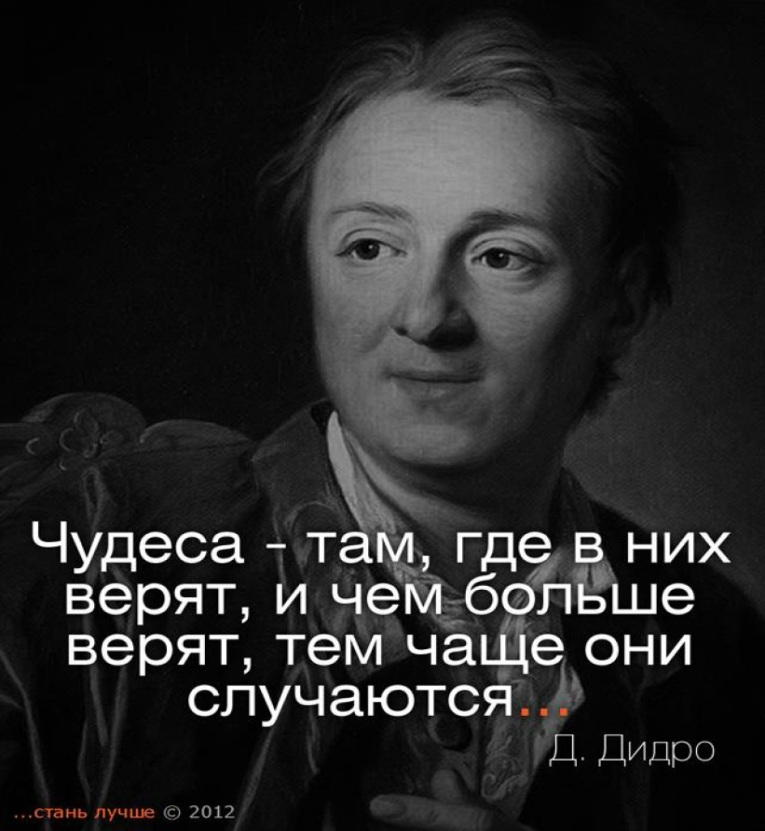 Чудеса - там, где в них
верят, и чем больше
верят, тем чаще они
случаются...
Д. Дидро
...стань лучше © 2012